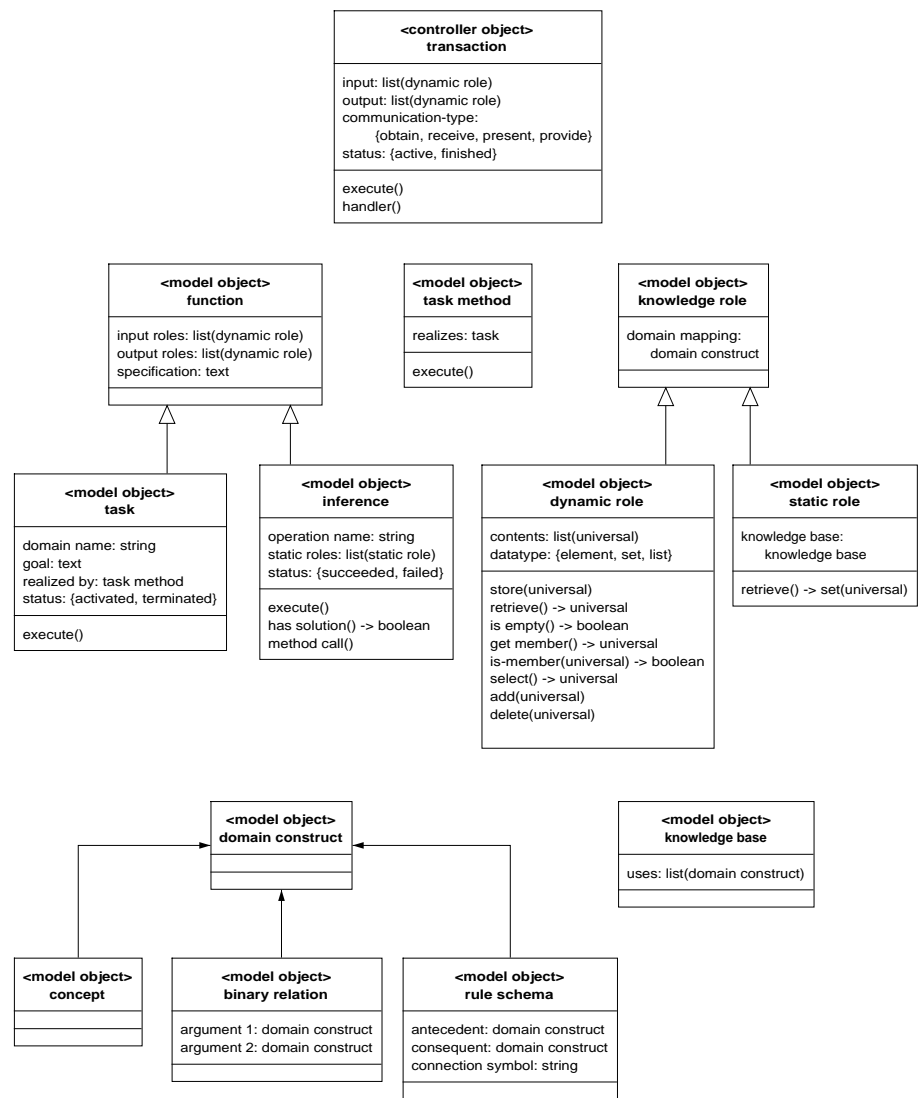 <controller object>
transaction
input: list(dynamic role)
output: list(dynamic role)
communication-type:
{obtain, receive, present, provide}
status: {active, finished}
execute()
handler()
<model object>
function
input roles: list(dynamic role)
output roles: list(dynamic role)
specification: text
<model object>
task method
realizes: task
execute()
<model object>
knowledge role
domain mapping:
domain construct
<model object>
task
domain name: string
goal: text
realized by: task method
status: {activated, terminated}
execute()
<model object>
inference
operation name: string
static roles: list(static role)
status: {succeeded, failed}
execute()
has solution() -> boolean
method call()
<model object>
dynamic role
contents: list(universal)
datatype: {element, set, list}
store(universal)
retrieve() -> universal
is empty() -> boolean
get member() -> universal
is-member(universal) -> boolean
select() -> universal
add(universal)
delete(universal)
<model object>
static role
knowledge base:
knowledge base
retrieve() -> set(universal)
<model object>
domain construct
<model object>
knowledge base
uses: list(domain construct)
<model object>
concept
<model object>
binary relation
argument 1: domain construct
argument 2: domain construct
<model object>
rule schema
antecedent: domain construct
consequent: domain construct
connection symbol: string